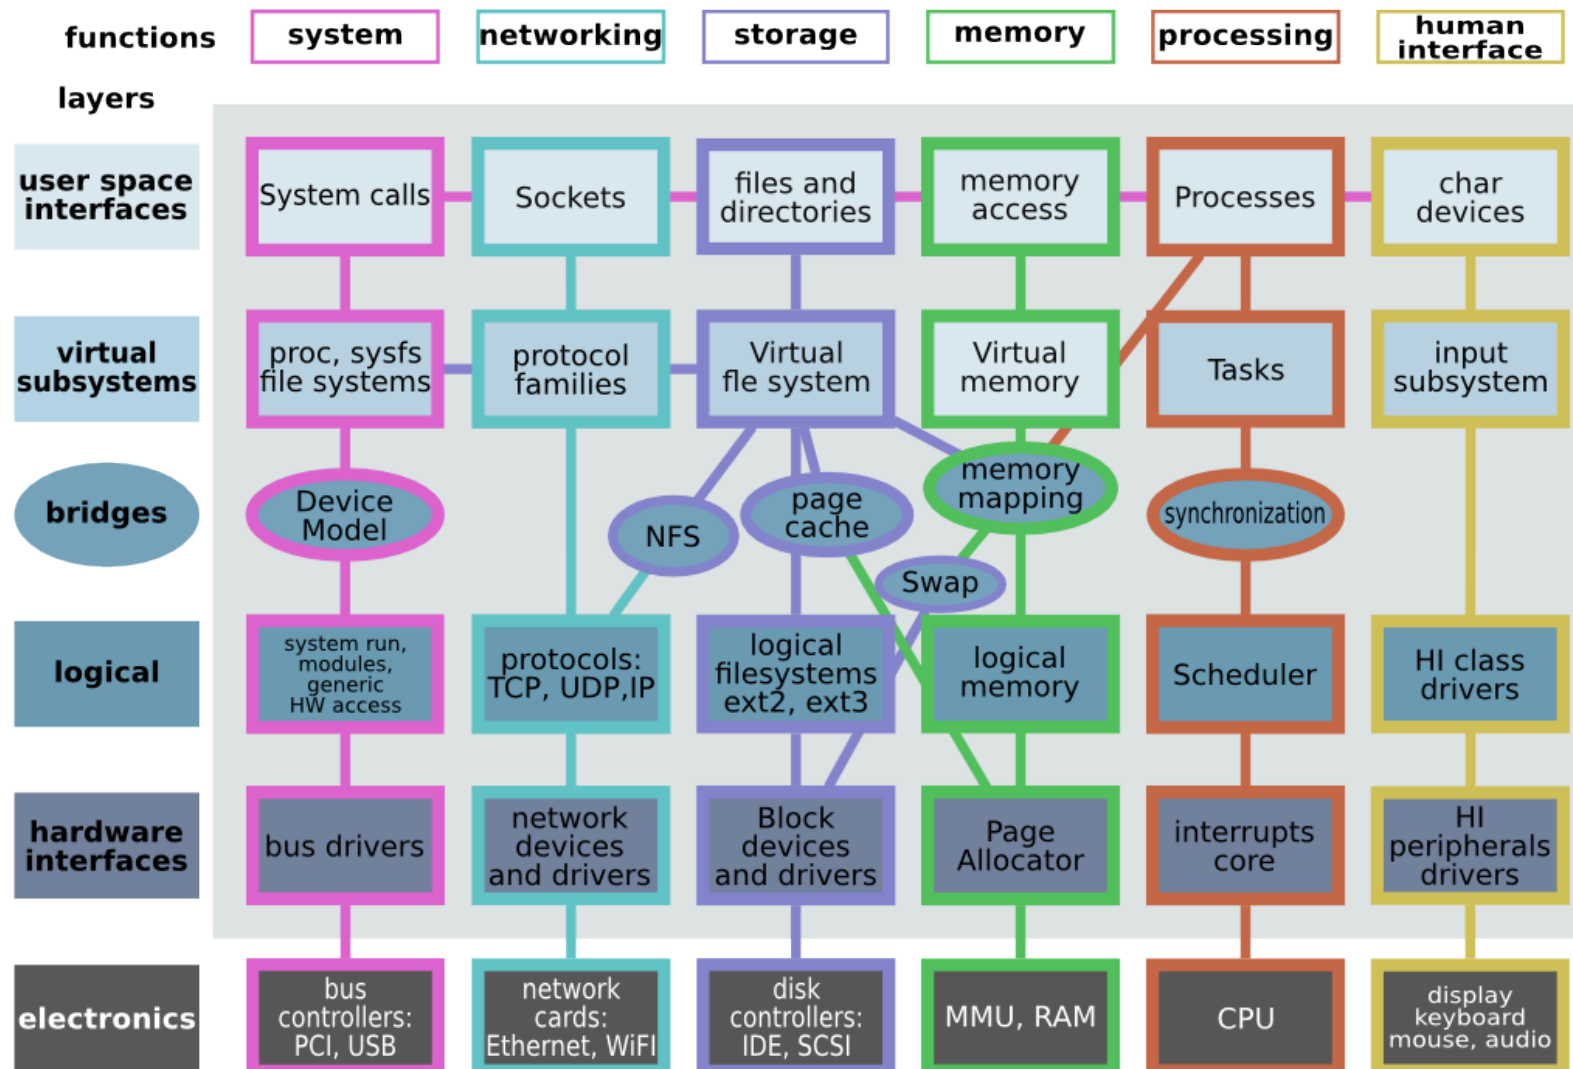 functions
system
networking
storage
memory
processing
human
interface
layers
user space
interfaces
System calls
Sockets
files and
directories
memory
access
Processes
char
devices
virtual
subsystems
proc, sysfs
file systems
protocol
families
Virtual
fle system
Virtual
memory
Tasks
input
subsystem
bridges
Device
Model
NFS
page
cache
memory
mapping
Swap
synchronization
logical
system run,
modules,
generic
HW access
protocols:
TCP, UDP,IP
logical
filesystems
ext2, ext3
logical
memory
Scheduler
HI class
drivers
hardware
interfaces
bus drivers
network
devices
and drivers
Block
devices
and drivers
Page
Allocator
interrupts
core
HI
peripherals
drivers
electronics
bus
controllers:
PCI, USB
network
cards:
Ethernet, WiFI
disk
controllers:
IDE, SCSI
MMU, RAM
CPU
display
keyboard
mouse, audio